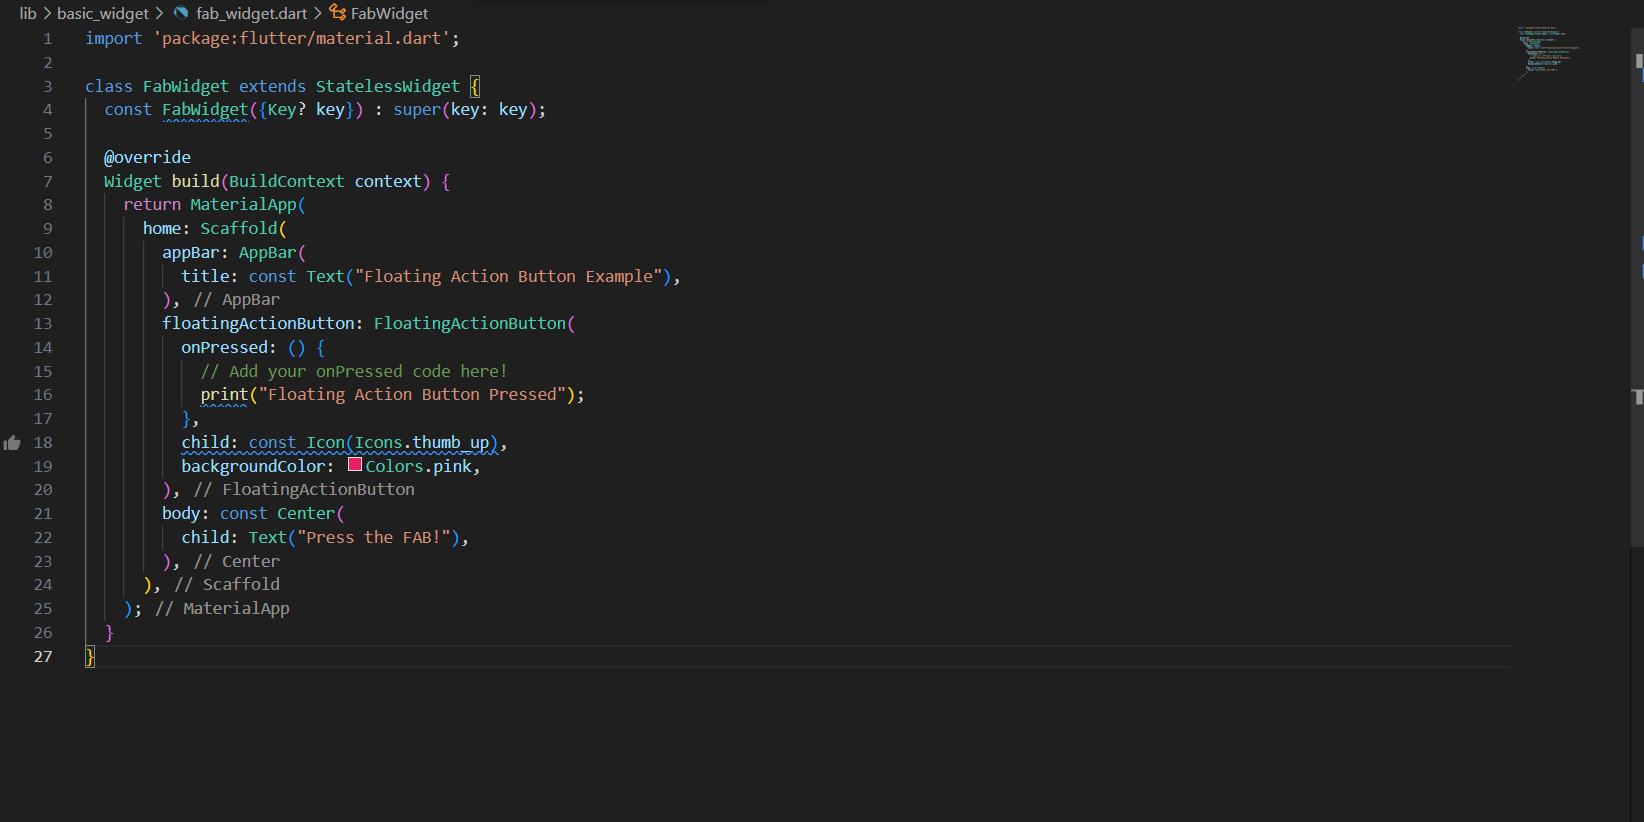 lib > basic_widget > fab_widget.dart > FabWidget
1 import 'package:flutter/material.dart';
2
3 class FabWidget extends StatelessWidget {
4   const FabWidget({Key? key}) : super(key: key);
5
6   @override
7   Widget build(BuildContext context) {
8     return MaterialApp(
9       home: Scaffold(
10         appBar: AppBar(
11           title: const Text("Floating Action Button Example"),
12         ), // AppBar
13         floatingActionButton: FloatingActionButton(
14           onPressed: () {
15             // Add your onPressed code here!
16             print("Floating Action Button Pressed");
17           },
18           child: const Icon(Icons.thumb_up),
19           backgroundColor: Colors.pink,
20         ), // FloatingActionButton
21         body: const Center(
22           child: Text("Press the FAB!"),
23         ), // Center
24       ), // Scaffold
25     ); // MaterialApp
26   }
27 }